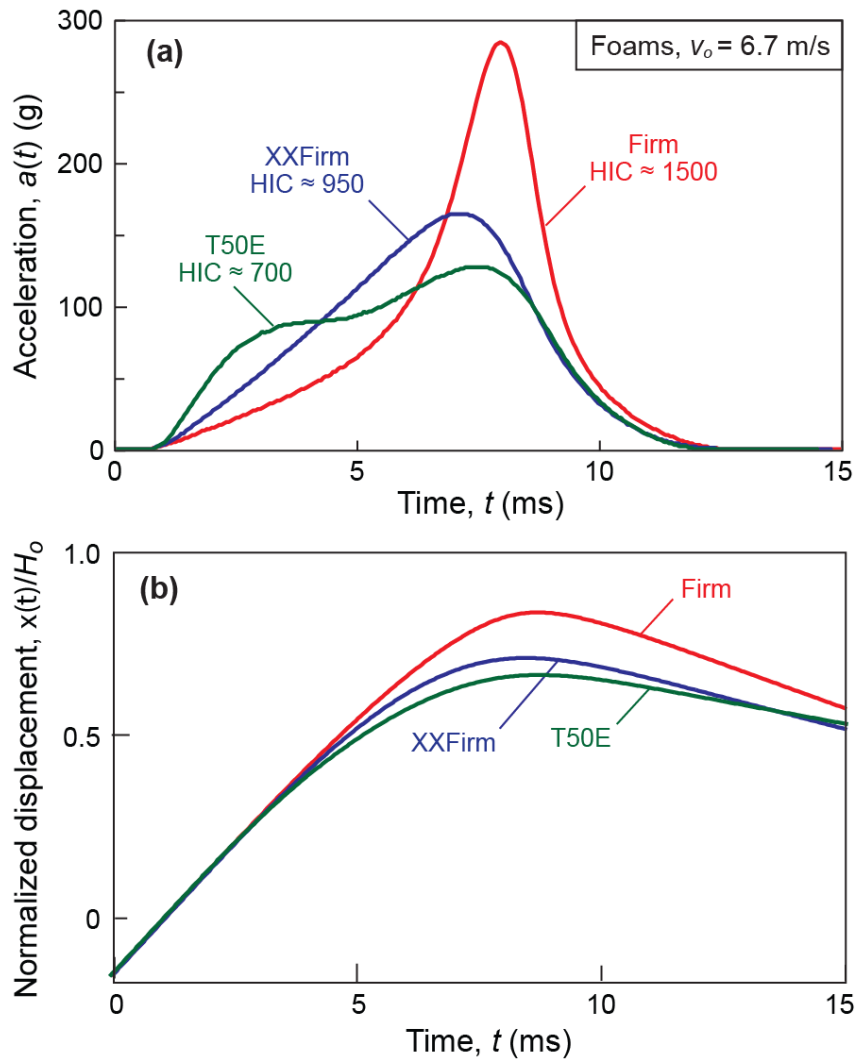 (a)
Foams, vₒ = 6.7 m/s
300
200
100
0
Acceleration, a(t) (g)
XXFirm
HIC ≈ 950
Firm
HIC ≈ 1500
T50E
HIC ≈ 700
0 5 10 15
Time, t (ms)
(b)
1.0
0.5
0
Normalized displacement, x(t)/Hₒ
Firm
XXFirm
T50E
0 5 10 15
Time, t (ms)